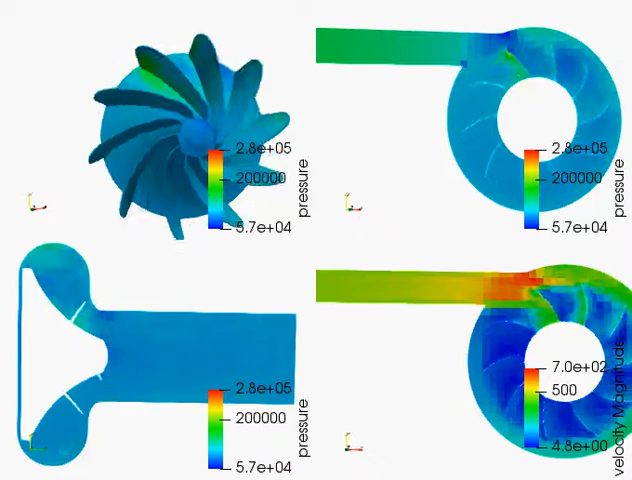 2.8e+05
200000
5.7e+04
pressure
2.8e+05
200000
5.7e+04
pressure
2.8e+05
200000
5.7e+04
pressure
7.0e+02
500
4.8e+00
velocity Magnitude